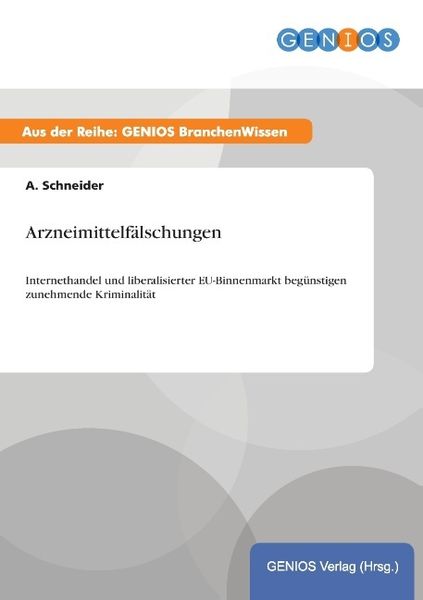 GENIOS
Aus der Reihe: GENIOS BranchenWissen
A. Schneider
Arzneimittelfälschungen
Internethandel und liberalisierter EU-Binnenmarkt begünstigen
zunehmende Kriminalität
GENIOS Verlag (Hrsg.)